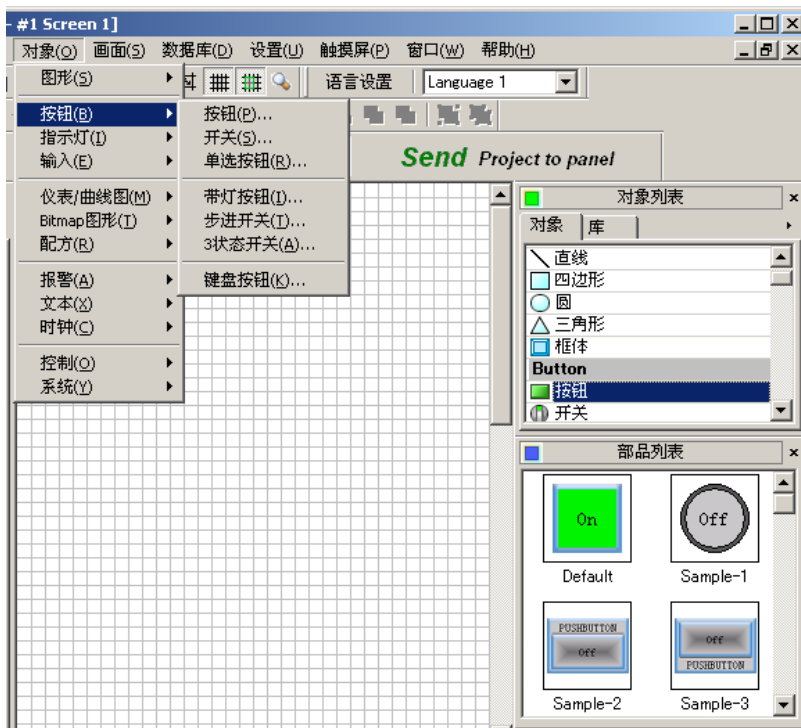 - #1 Screen 1]
对象(O) 画面(S) 数据库(D) 设置(U) 触摸屏(P) 窗口(W) 帮助(H)
语言设置 Language 1
Send Project to panel
图形(S)
按钮(B)
指示灯(I)
输入(E)
仪表/曲线图(M)
Bitmap图形(T)
配方(R)
报警(A)
文本(X)
时钟(C)
控制(O)
系统(Y)
按钮(P)...
开关(S)...
单选按钮(R)...
带灯按钮(I)...
步进开关(T)...
3状态开关(A)...
键盘按钮(K)...
对象列表
对象 库
直线
四边形
圆
三角形
框体
Button
按钮
开关
部品列表
On
Default
Off
Sample-1
PUSHBUTTON
Off
Sample-2
Off
PUSHBUTTON
Sample-3